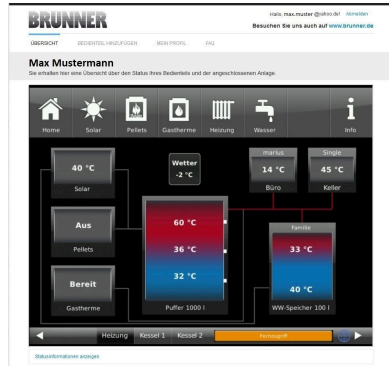 BRUNNER
Hallo, max.muster @yahoo.de! Abmelden
Besuchen Sie uns auch auf www.brunner.de
ÜBERSICHT BEDIENTEIL HINZUFÜGEN MEIN PROFIL FAQ
Max Mustermann
Sie erhalten hier eine Übersicht über den Status Ihres Bedienteils und der angeschlossenen Anlage.
Home Solar Pellets Gastherme Heizung Wasser Info
marius Single
Wetter
-2 °C
40 °C 14 °C 45 °C
Solar Büro Keller
Aus
Pellets
60 °C
36 °C
32 °C
Familie
33 °C
40 °C
Bereit
Gastherme
Puffer 1000 l WW-Speicher 100 l
Heizung Kessel 1 Kessel 2 Fernzugriff
Statusinformationen anzeigen